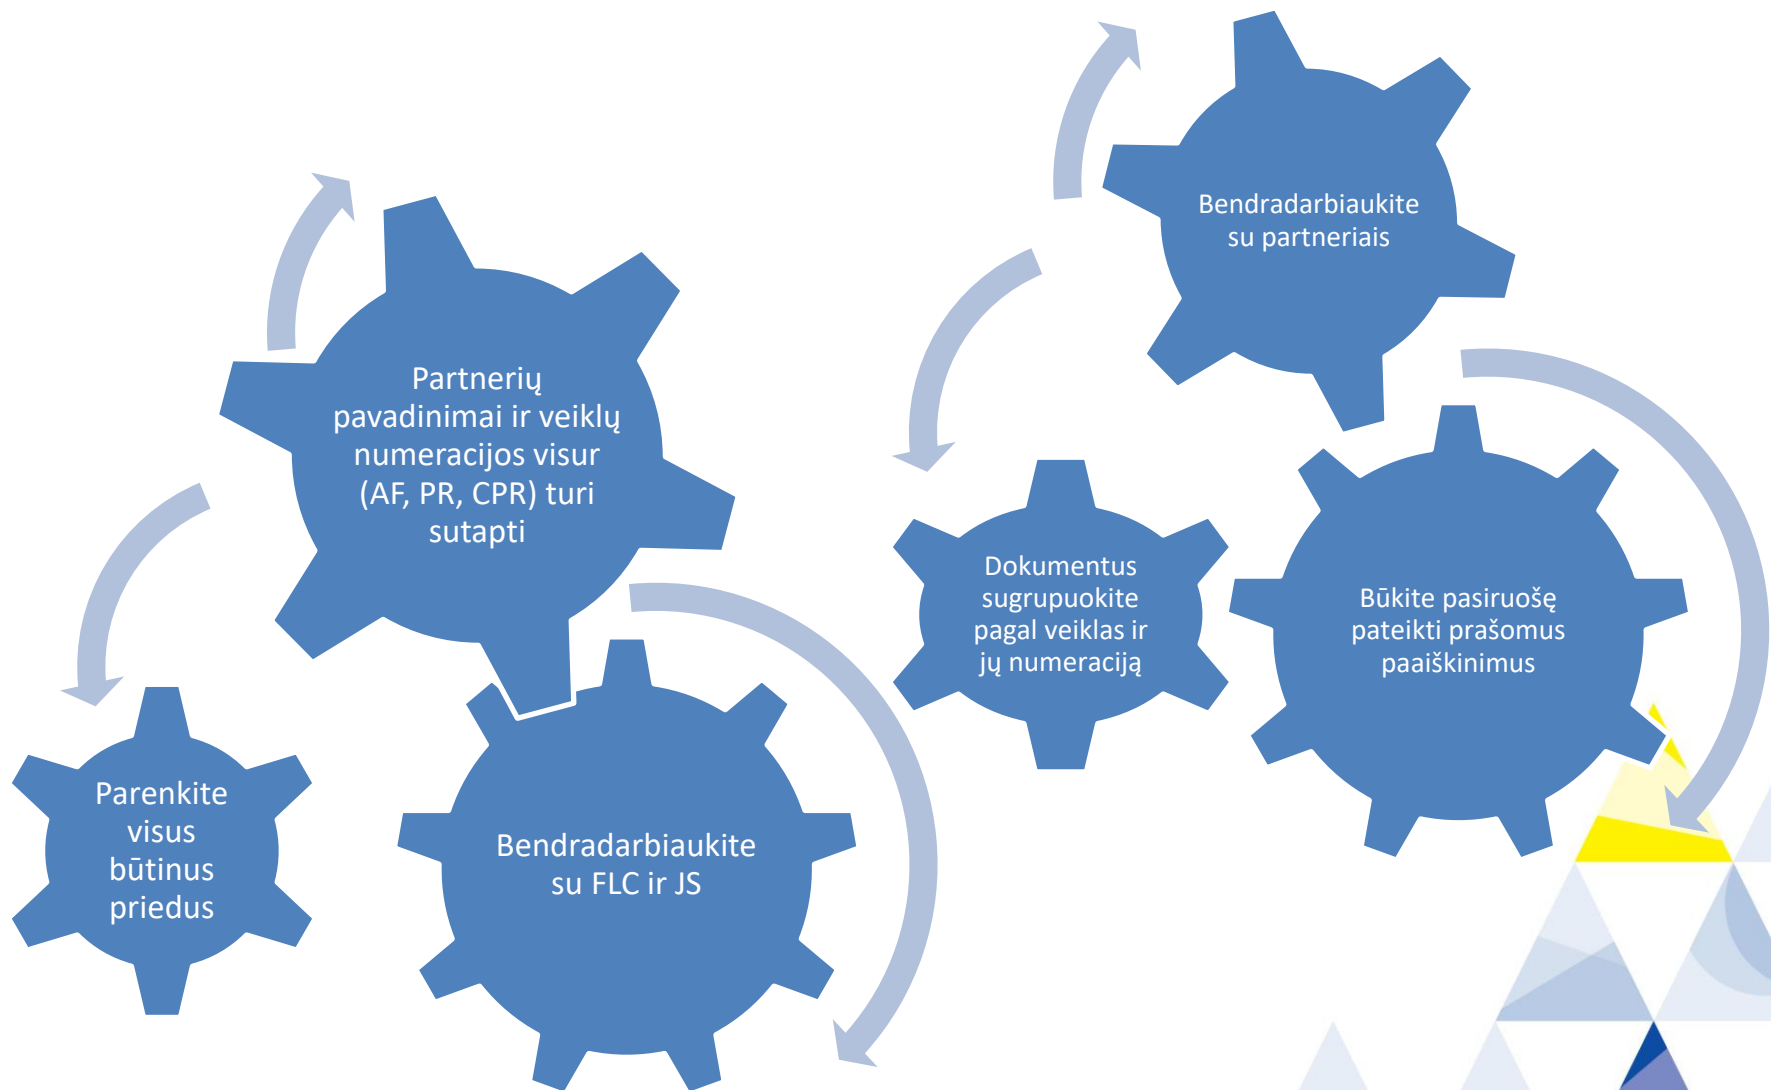 Partnerių
pavadinimai ir veiklų
numeracijos visur
(AF, PR, CPR) turi
sutapti
Parenkite
visus
būtinus
priedus
Bendradarbiaukite
su FLC ir JS
Bendradarbiaukite
su partneriais
Dokumentus
sugrupuokite
pagal veiklas ir
jų numeraciją
Būkite pasiruošę
pateikti prašomus
paaiškinimus